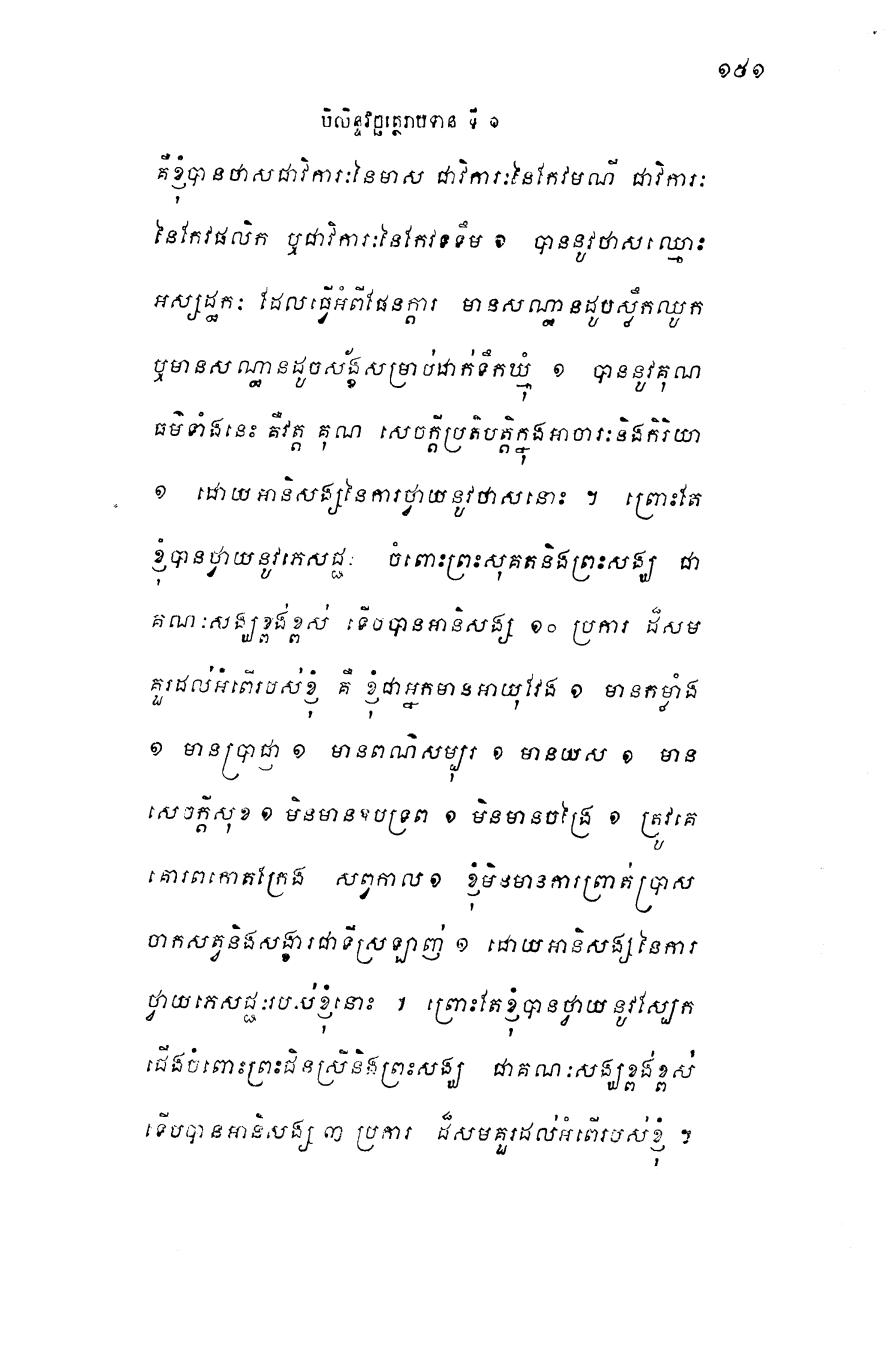 ១៥១
បិលិន្ទវច្ឆត្ថេរាបទាន ទី ១
គឺខ្ញុំបានថាសជាវិការៈនៃមាស ជាវិការៈនៃកែវមណី ជាវិការៈ
នៃកែវផលិក ឬជាវិការៈនៃកែវទទឹម ១ បាននូវថាសឈ្មោះ
អស្សដ្ឋកៈ ដែលធ្វើអំពីផែនក្តារ មានសណ្ឋានដូចស្លឹកឈូក
ឬមានសណ្ឋានដូចស័ង្ខសម្រាប់ដាក់ទឹកឃ្មុំ ១ បាននូវគុណ
ធម៌ទាំងនេះ គឺវត្ត គុណ សេចក្តីប្រតិបត្តិក្នុងអាចារៈនិងកិរិយា
១ ដោយអានិសង្សនៃការថ្វាយនូវថាសនោះ ។ ព្រោះតែ
ខ្ញុំបានថ្វាយនូវភេសជ្ជៈ ចំពោះព្រះសុគតនិងព្រះសង្ឃ ជា
គណៈសង្ឃខ្ពង់ខ្ពស់ ទើបបានអានិសង្ស ១០ ប្រការ ដ៏សម
គួរដល់អំពើរបស់ខ្ញុំ គឺ ខ្ញុំជាអ្នកមានអាយុវែង ១ មានកម្លាំង
១ មានប្រាជ្ញា ១ មានពណ៌សម្បុរ ១ មានយស ១ មាន
សេចក្តីសុខ ១ មិនមានឧបទ្រព ១ មិនមានចង្រៃ ១ ត្រូវគេ
គោរពកោតក្រែង សព្វកាល ១ ខ្ញុំមិនមានការព្រាត់ប្រាស
ចាកសត្វនិងសង្ខារជាទីស្រឡាញ់ ១ ដោយអានិសង្សនៃការ
ថ្វាយភេសជ្ជៈរបស់ខ្ញុំនោះ ។ ព្រោះតែខ្ញុំបានថ្វាយនូវស្បែក
ជើងចំពោះព្រះជិនស្រីនិងព្រះសង្ឃ ជាគណៈសង្ឃខ្ពង់ខ្ពស់
ទើបបានអានិសង្ស ៣ ប្រការ ដ៏សមគួរដល់អំពើរបស់ខ្ញុំ ។